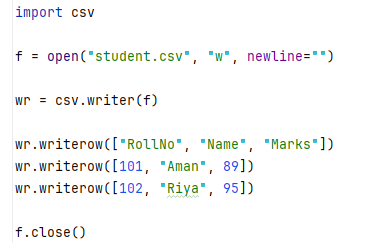 import csv
f = open("student.csv", "w", newline="")
wr = csv.writer(f)
wr.writerow(["RollNo", "Name", "Marks"])
wr.writerow([101, "Aman", 89])
wr.writerow([102, "Riya", 95])
f.close()